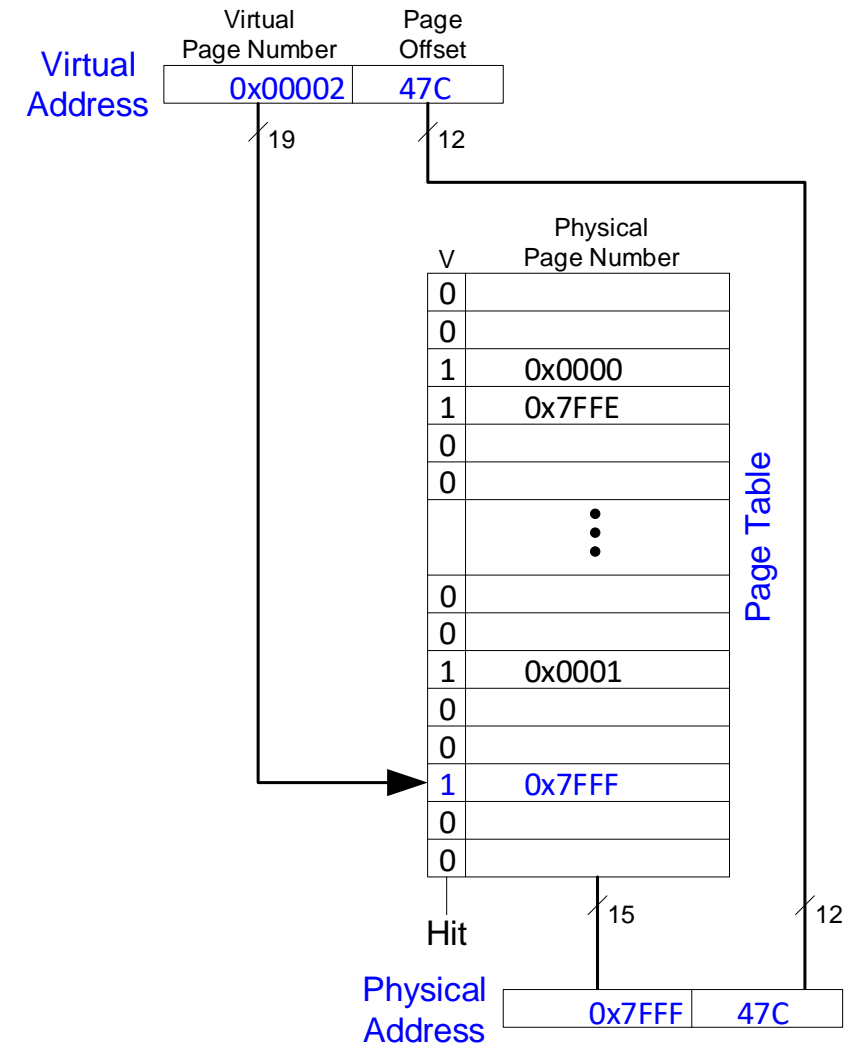 Virtual
Page Number
Page
Offset
Virtual
Address
0x00002
47C
19
12
Physical
Page Number
V
0
0
1 0x0000
1 0x7FFE
0
0
0
0
1 0x0001
0
0
1 0x7FFF
0
0
Page Table
Hit
15
12
Physical
Address
0x7FFF
47C